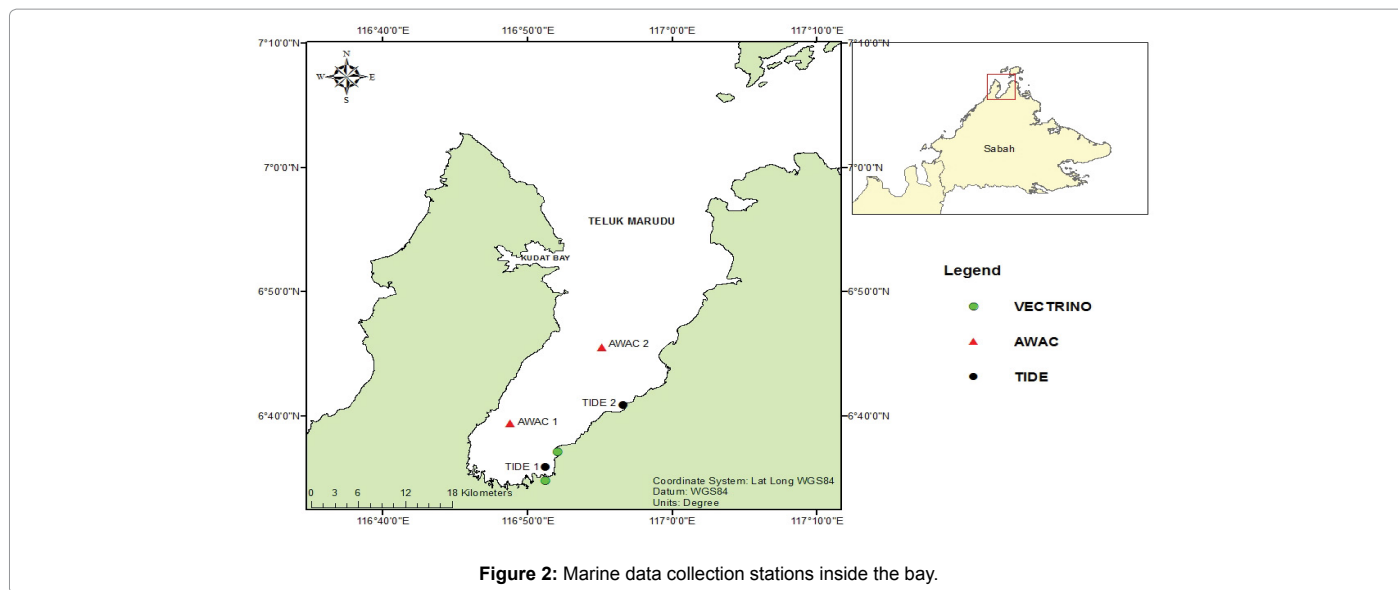 116°40'0"E 116°50'0"E 117°0'0"E 117°10'0"E
7°10'0"N 7°10'0"N
N
W E
S
Sabah
7°0'0"N 7°0'0"N
TELUK MARUDU
KUDAT BAY
Legend
6°50'0"N 6°50'0"N
VECTRINO
AWAC 2
AWAC
TIDE
TIDE 2
6°40'0"N 6°40'0"N
AWAC 1
TIDE 1
Coordinate System: Lat Long WGS84
Datum: WGS84
Units: Degree
0 3 6 12 18 Kilometers
116°40'0"E 116°50'0"E 117°0'0"E 117°10'0"E
Figure 2: Marine data collection stations inside the bay.